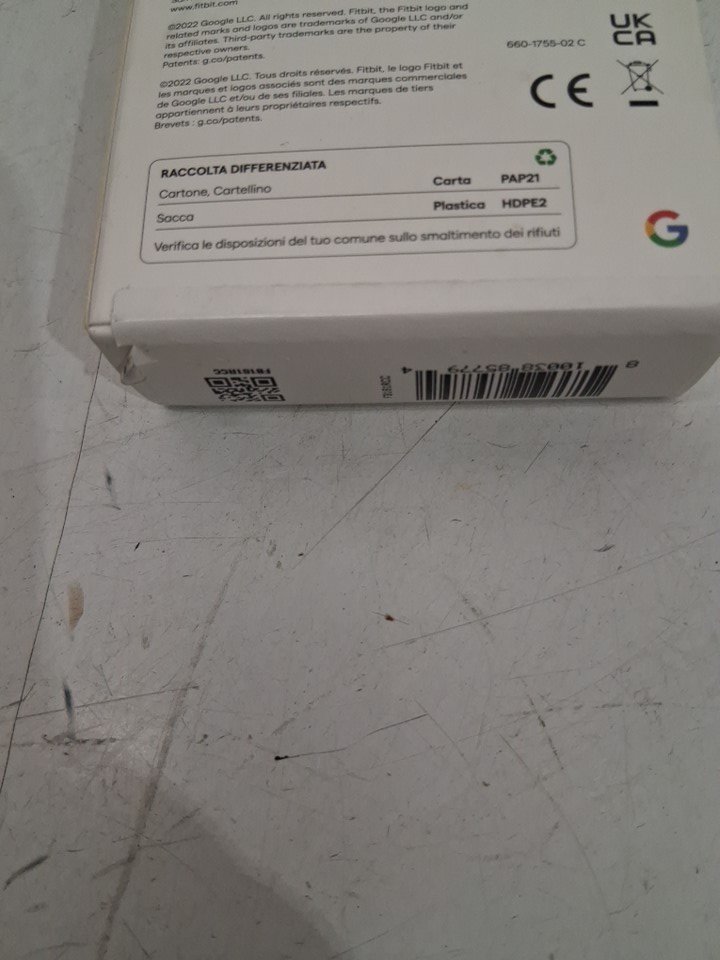 www.fitbit.com
©2022 Google LLC. All rights reserved. Fitbit, the Fitbit logo and
related marks and logos are trademarks of Google LLC and/or
its affiliates. Third-party trademarks are the property of their
respective owners.
Patents: g.co/patents.
©2022 Google LLC. Tous droits réservés. Fitbit, le logo Fitbit et
les marques et logos associés sont des marques commerciales
de Google LLC et/ou de ses filiales. Les marques de tiers
appartiennent à leurs propriétaires respectifs.
Brevets : g.co/patents.
UK
CA
660-1755-02 C
CE
RACCOLTA DIFFERENZIATA
Cartone, Cartellino Carta PAP21
Sacca Plastica HDPE2
Verifica le disposizioni del tuo comune sullo smaltimento dei rifiuti
G
FB181RCC
8 10038 85779 4